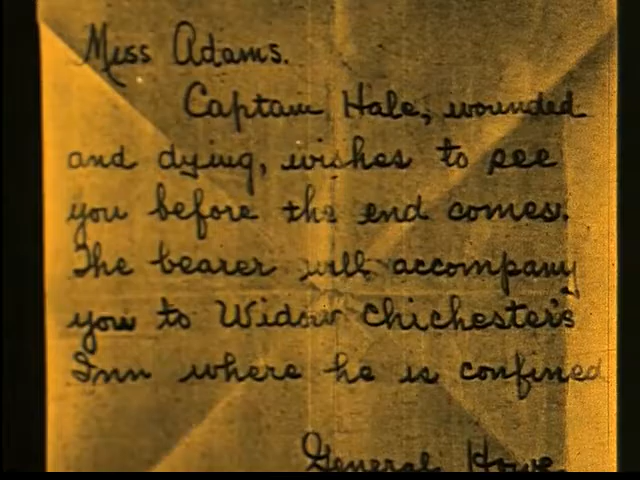 Miss Adams.
Captain Hale, wounded
and dying, wishes to see
you before the end comes.
The bearer will accompany
you to Widow Chichester's
Inn where he is confined
General Howe